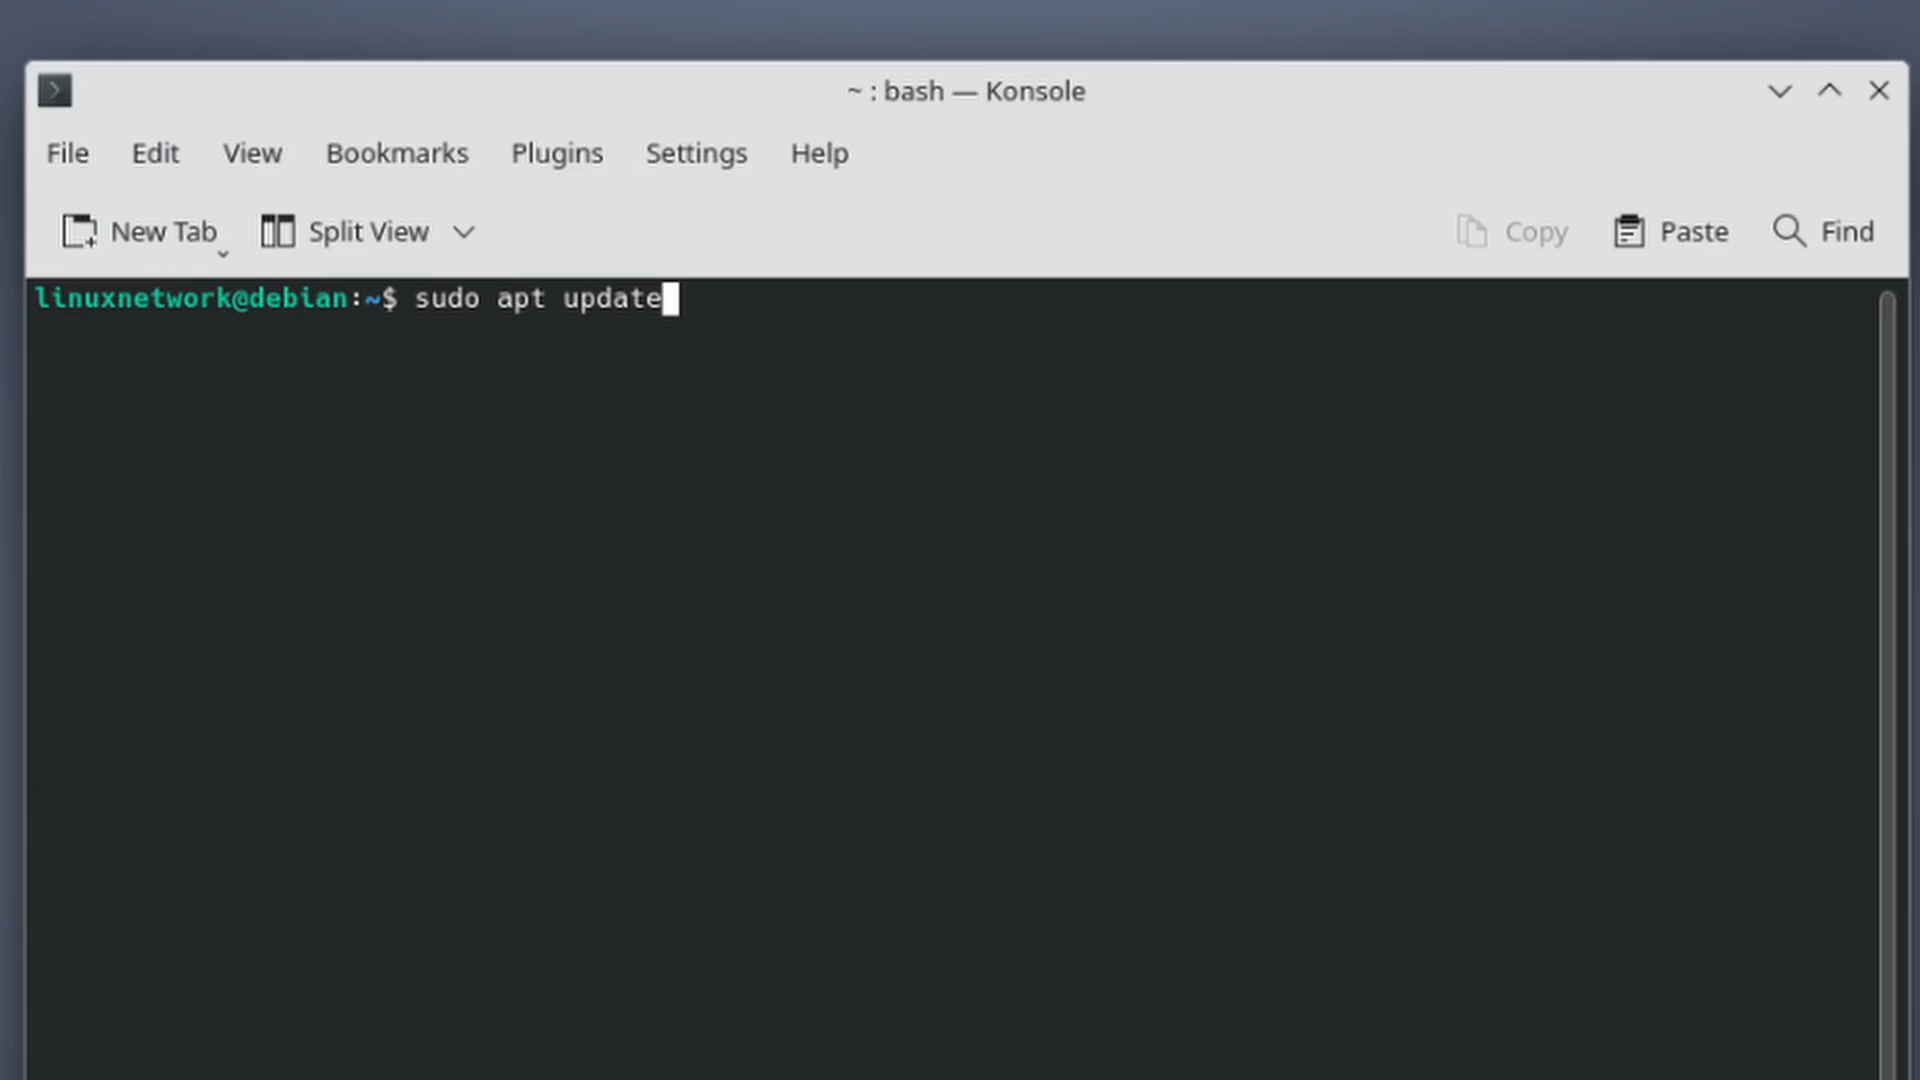 ~ : bash — Konsole
File Edit View Bookmarks Plugins Settings Help
New Tab Split View Copy Paste Find
linuxnetwork@debian:~$ sudo apt update